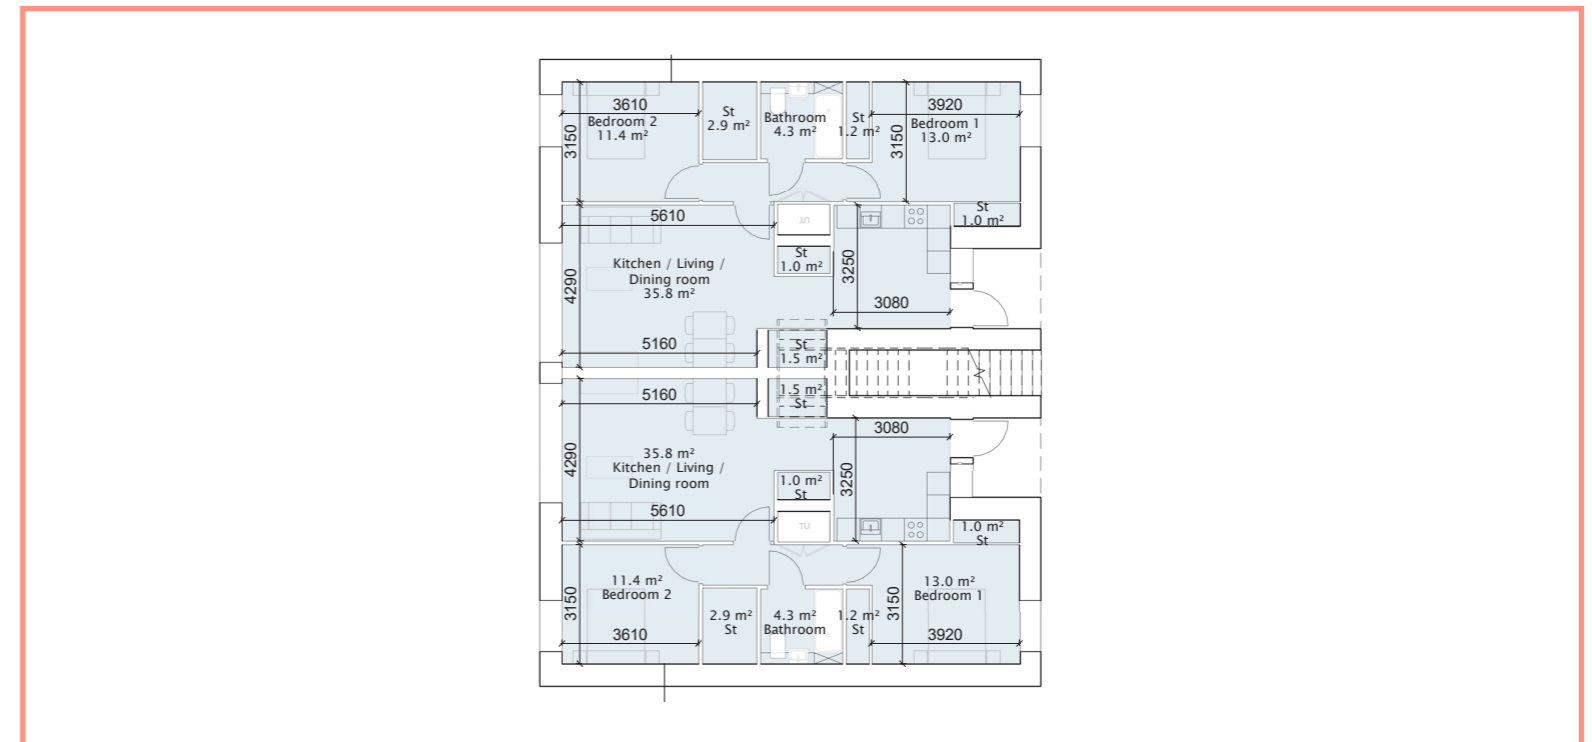 3610
Bedroom 2
11.4 m²
3150
St
2.9 m²
Bathroom
4.3 m²
St
1.2 m²
3920
Bedroom 1
13.0 m²
3150
St
1.0 m²
5610
UT
St
1.0 m²
Kitchen / Living /
Dining room
35.8 m²
4290
3250
3080
5160
St
1.5 m²
1.5 m²
St
5160
3080
35.8 m²
Kitchen / Living /
Dining room
4290
3250
1.0 m²
St
5610
UT
1.0 m²
St
11.4 m²
Bedroom 2
3150
3610
2.9 m²
St
4.3 m²
Bathroom
1.2 m²
St
13.0 m²
Bedroom 1
3150
3920